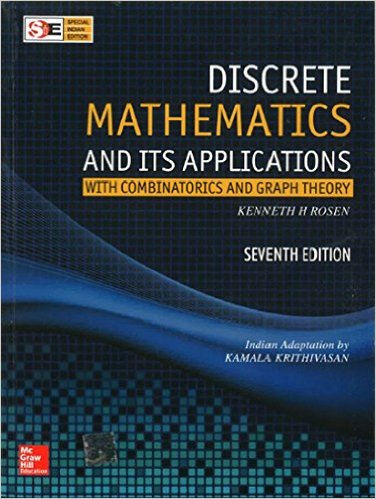 SIE
SPECIAL
INDIAN
EDITION
DISCRETE
MATHEMATICS
AND ITS APPLICATIONS
WITH COMBINATORICS AND GRAPH THEORY
KENNETH H ROSEN
SEVENTH EDITION
Indian Adaptation by
KAMALA KRITHIVASAN
Mc
Graw
Hill
Education